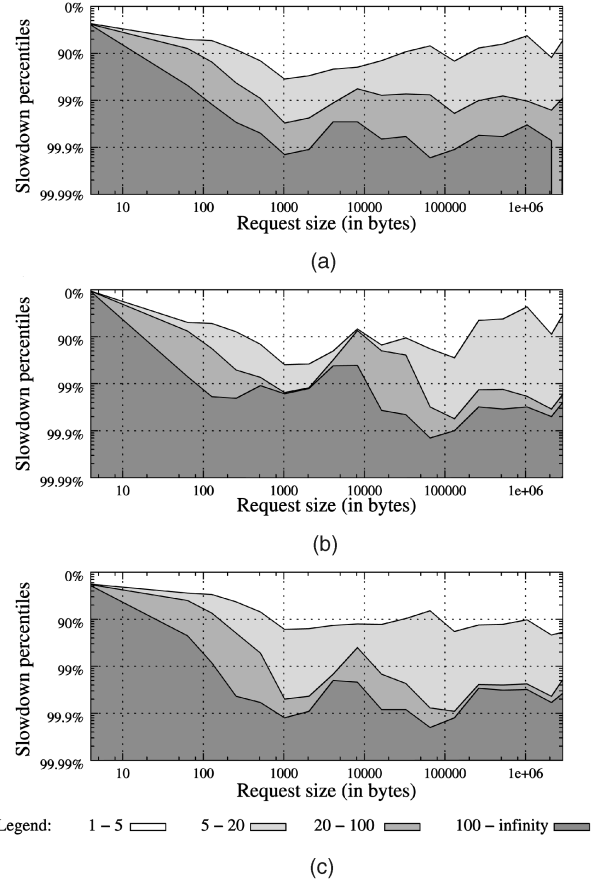 0%
90%
99%
99.9%
99.99%
Slowdown percentiles
10 100 1000 10000 100000 1e+06
Request size (in bytes)
(a)
0%
90%
99%
99.9%
99.99%
Slowdown percentiles
10 100 1000 10000 100000 1e+06
Request size (in bytes)
(b)
0%
90%
99%
99.9%
99.99%
Slowdown percentiles
10 100 1000 10000 100000 1e+06
Request size (in bytes)
Legend: 1 – 5 5 – 20 20 – 100 100 – infinity
(c)